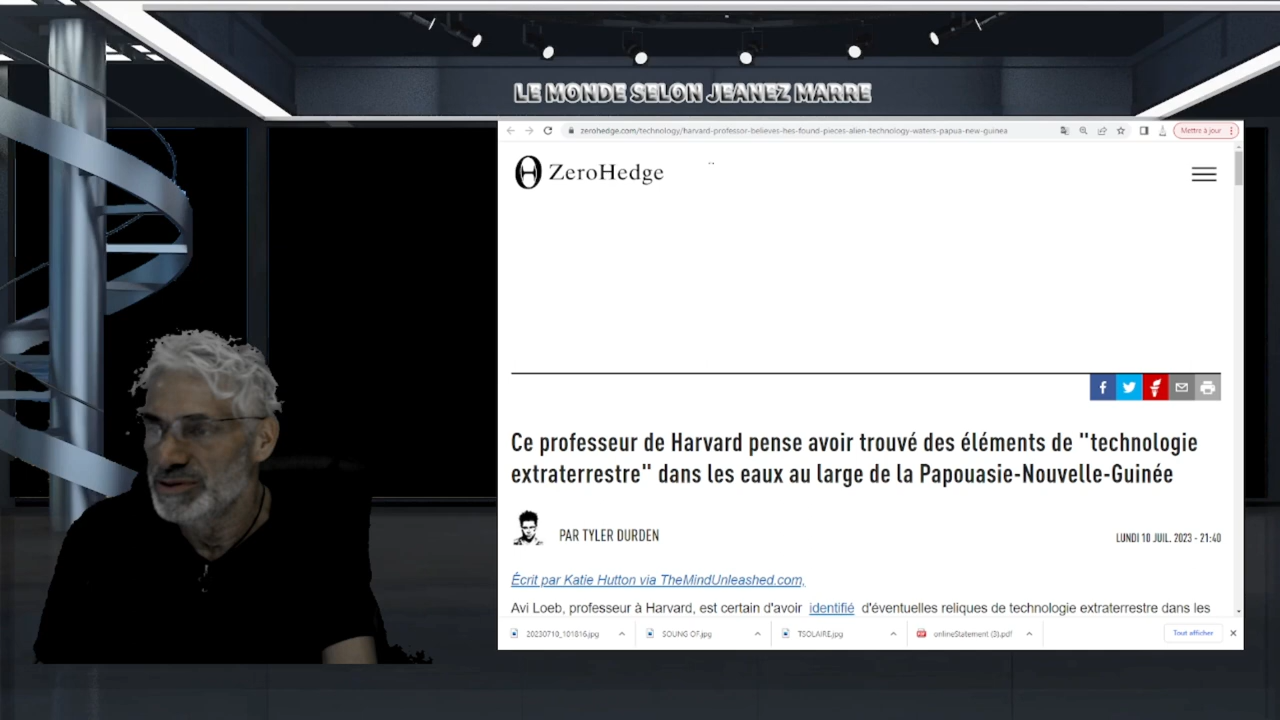 LE MONDE SELON JEANEZ MARRE
zerohedge.com/technology/harvard-professor-believes-hes-found-pieces-alien-technology-waters-papua-new-guinea
Mettre à jour
ZeroHedge
Ce professeur de Harvard pense avoir trouvé des éléments de "technologie
extraterrestre" dans les eaux au large de la Papouasie-Nouvelle-Guinée
PAR TYLER DURDEN
LUNDI 10 JUIL. 2023 - 21:40
Écrit par Katie Hutton via TheMindUnleashed.com,
Avi Loeb, professeur à Harvard, est certain d'avoir identifié d'éventuelles reliques de technologie extraterrestre dans les
20230710_101816.jpg
SOUNG OF.jpg
TSOLAIRE.jpg
onlineStatement (3).pdf
Tout afficher